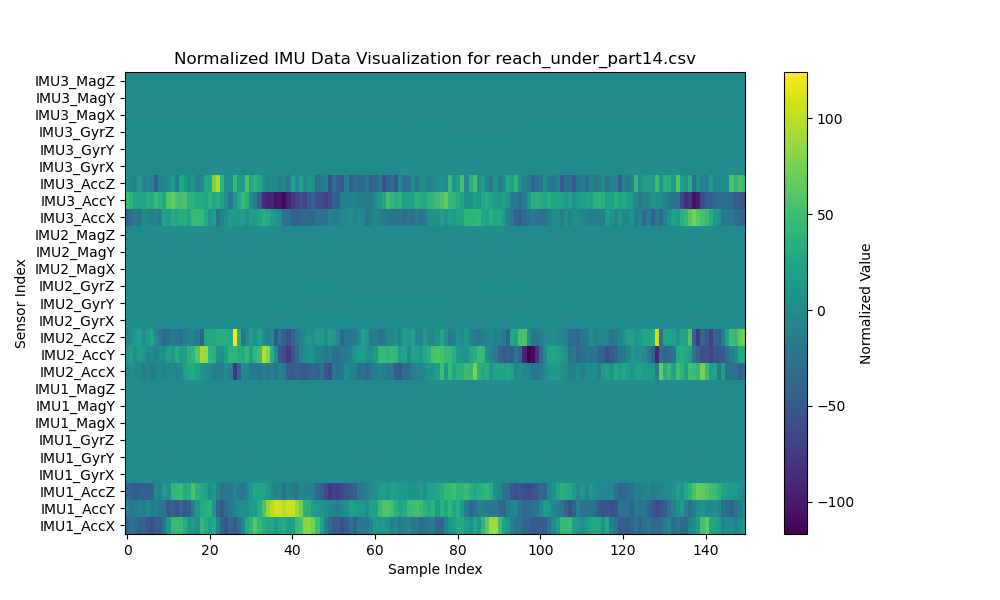 Normalized IMU Data Visualization for reach_under_part14.csv
IMU3_MagZ
IMU3_MagY
IMU3_MagX
IMU3_GyrZ
IMU3_GyrY
IMU3_GyrX
IMU3_AccZ
IMU3_AccY
IMU3_AccX
IMU2_MagZ
IMU2_MagY
IMU2_MagX
IMU2_GyrZ
IMU2_GyrY
IMU2_GyrX
IMU2_AccZ
IMU2_AccY
IMU2_AccX
IMU1_MagZ
IMU1_MagY
IMU1_MagX
IMU1_GyrZ
IMU1_GyrY
IMU1_GyrX
IMU1_AccZ
IMU1_AccY
IMU1_AccX
Sensor Index
0 20 40 60 80 100 120 140
Sample Index
100
50
0
−50
−100
Normalized Value